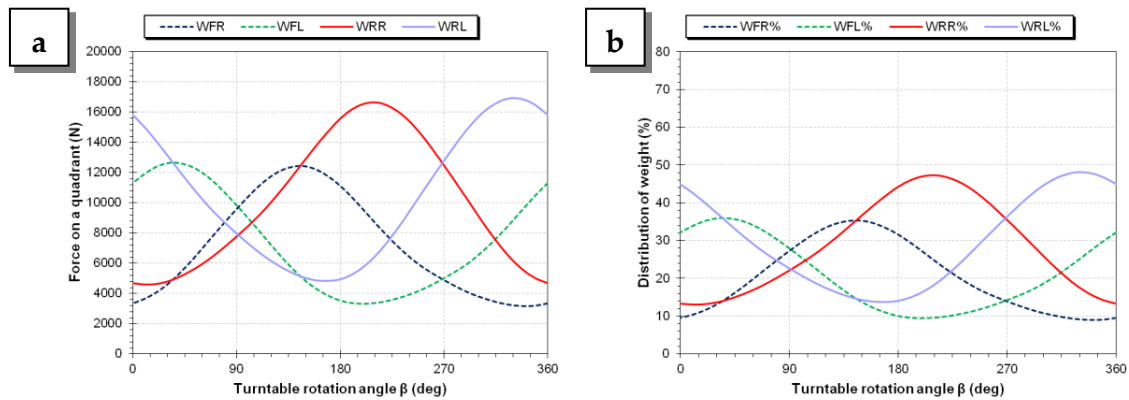 a
WFR WFL WRR WRL
20000
18000
16000
14000
12000
10000
8000
6000
4000
2000
0
Force on a quadrant (N)
0 90 180 270 360
Turntable rotation angle β (deg)
b
WFR% WFL% WRR% WRL%
80
70
60
50
40
30
20
10
0
Distribution of weight (%)
0 90 180 270 360
Turntable rotation angle β (deg)